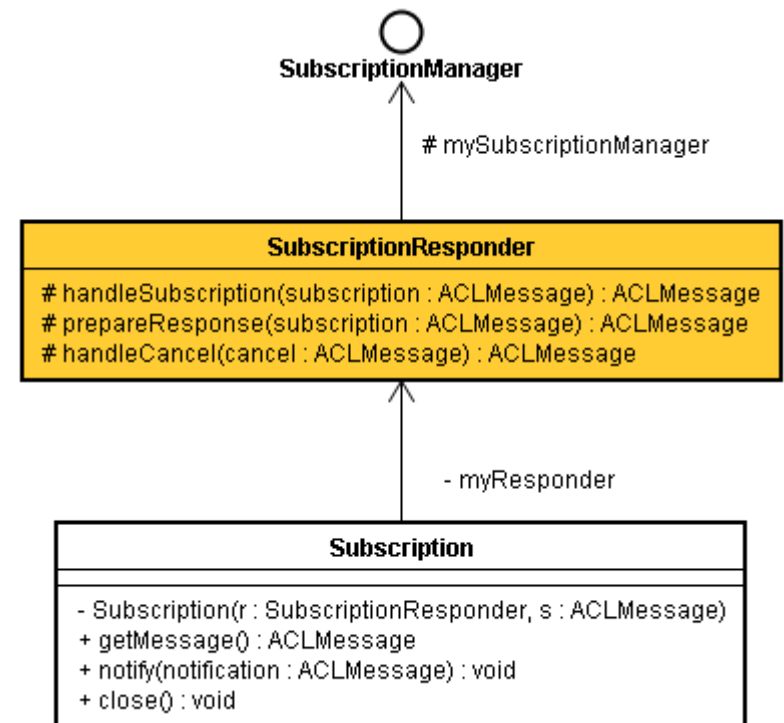 SubscriptionManager
# mySubscriptionManager
SubscriptionResponder
# handleSubscription(subscription : ACLMessage) : ACLMessage
# prepareResponse(subscription : ACLMessage) : ACLMessage
# handleCancel(cancel : ACLMessage) : ACLMessage
- myResponder
Subscription
- Subscription(r : SubscriptionResponder, s : ACLMessage)
+ getMessage() : ACLMessage
+ notify(notification : ACLMessage) : void
+ close() : void